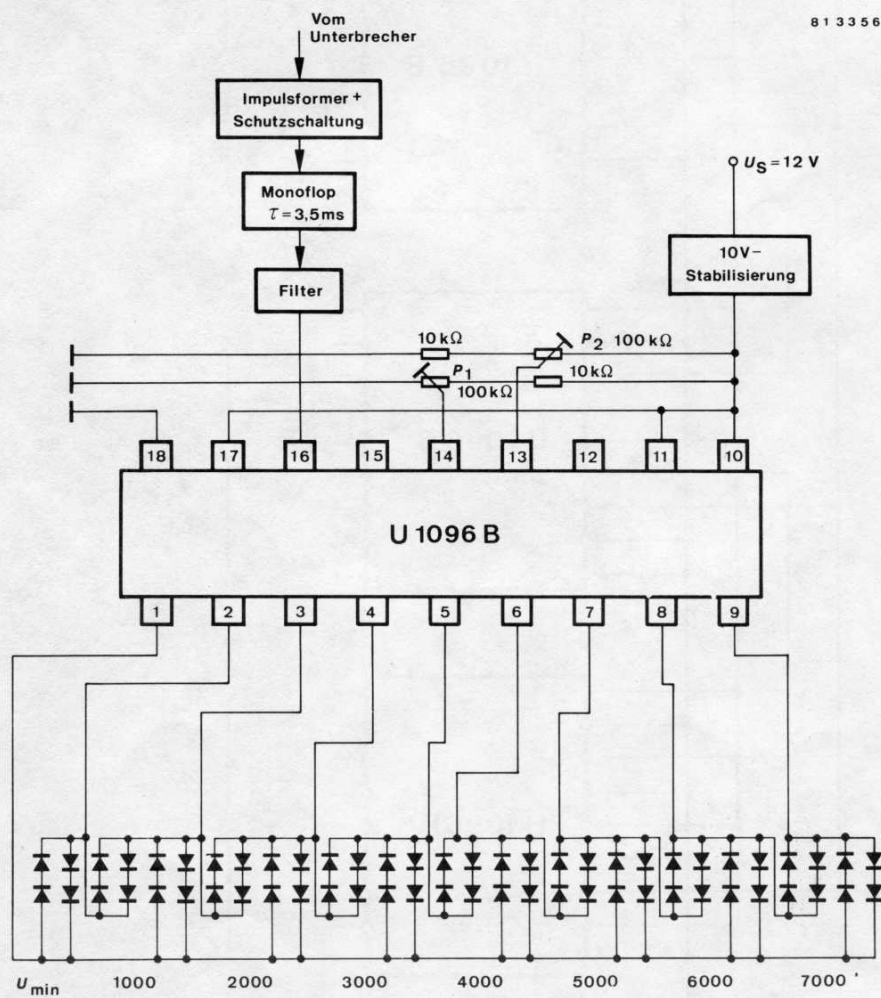 Vom
Unterbrecher
813356
Impulsformer +
Schutzschaltung
Monoflop
τ = 3,5 ms
Filter
U_S = 12 V
10V-
Stabilisierung
10 kΩ
P_2 100 kΩ
P_1
100 kΩ
10 kΩ
18 17 16 15 14 13 12 11 10
U 1096 B
1 2 3 4 5 6 7 8 9
U_min 1000 2000 3000 4000 5000 6000 7000